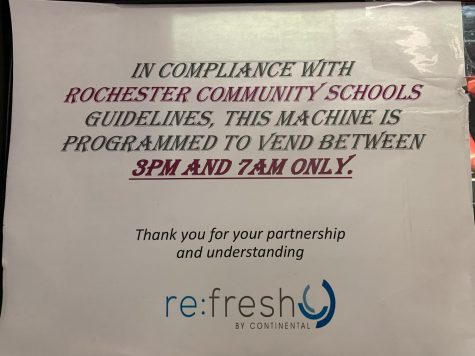 IN COMPLIANCE WITH
ROCHESTER COMMUNITY SCHOOLS
GUIDELINES, THIS MACHINE IS
PROGRAMMED TO VEND BETWEEN
3PM AND 7AM ONLY.
Thank you for your partnership
and understanding
re:fresh
BY CONTINENTAL